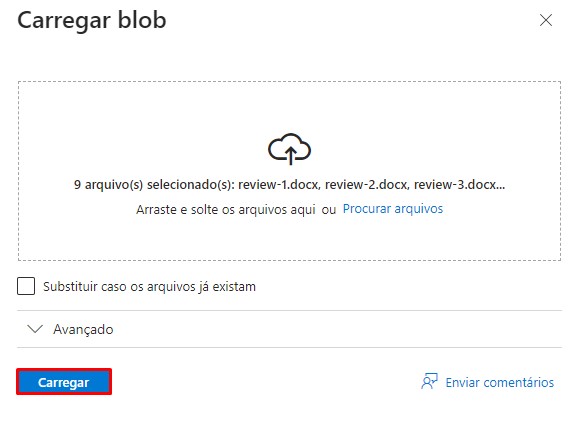 Carregar blob
9 arquivo(s) selecionado(s): review-1.docx, review-2.docx, review-3.docx...
Arraste e solte os arquivos aqui ou Procurar arquivos
Substituir caso os arquivos já existam
Avançado
Carregar
Enviar comentários